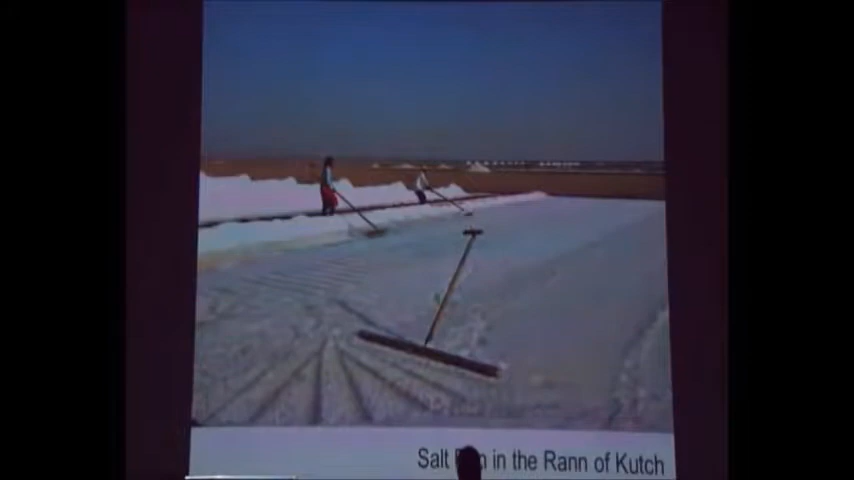 Salt in the Rann of Kutch